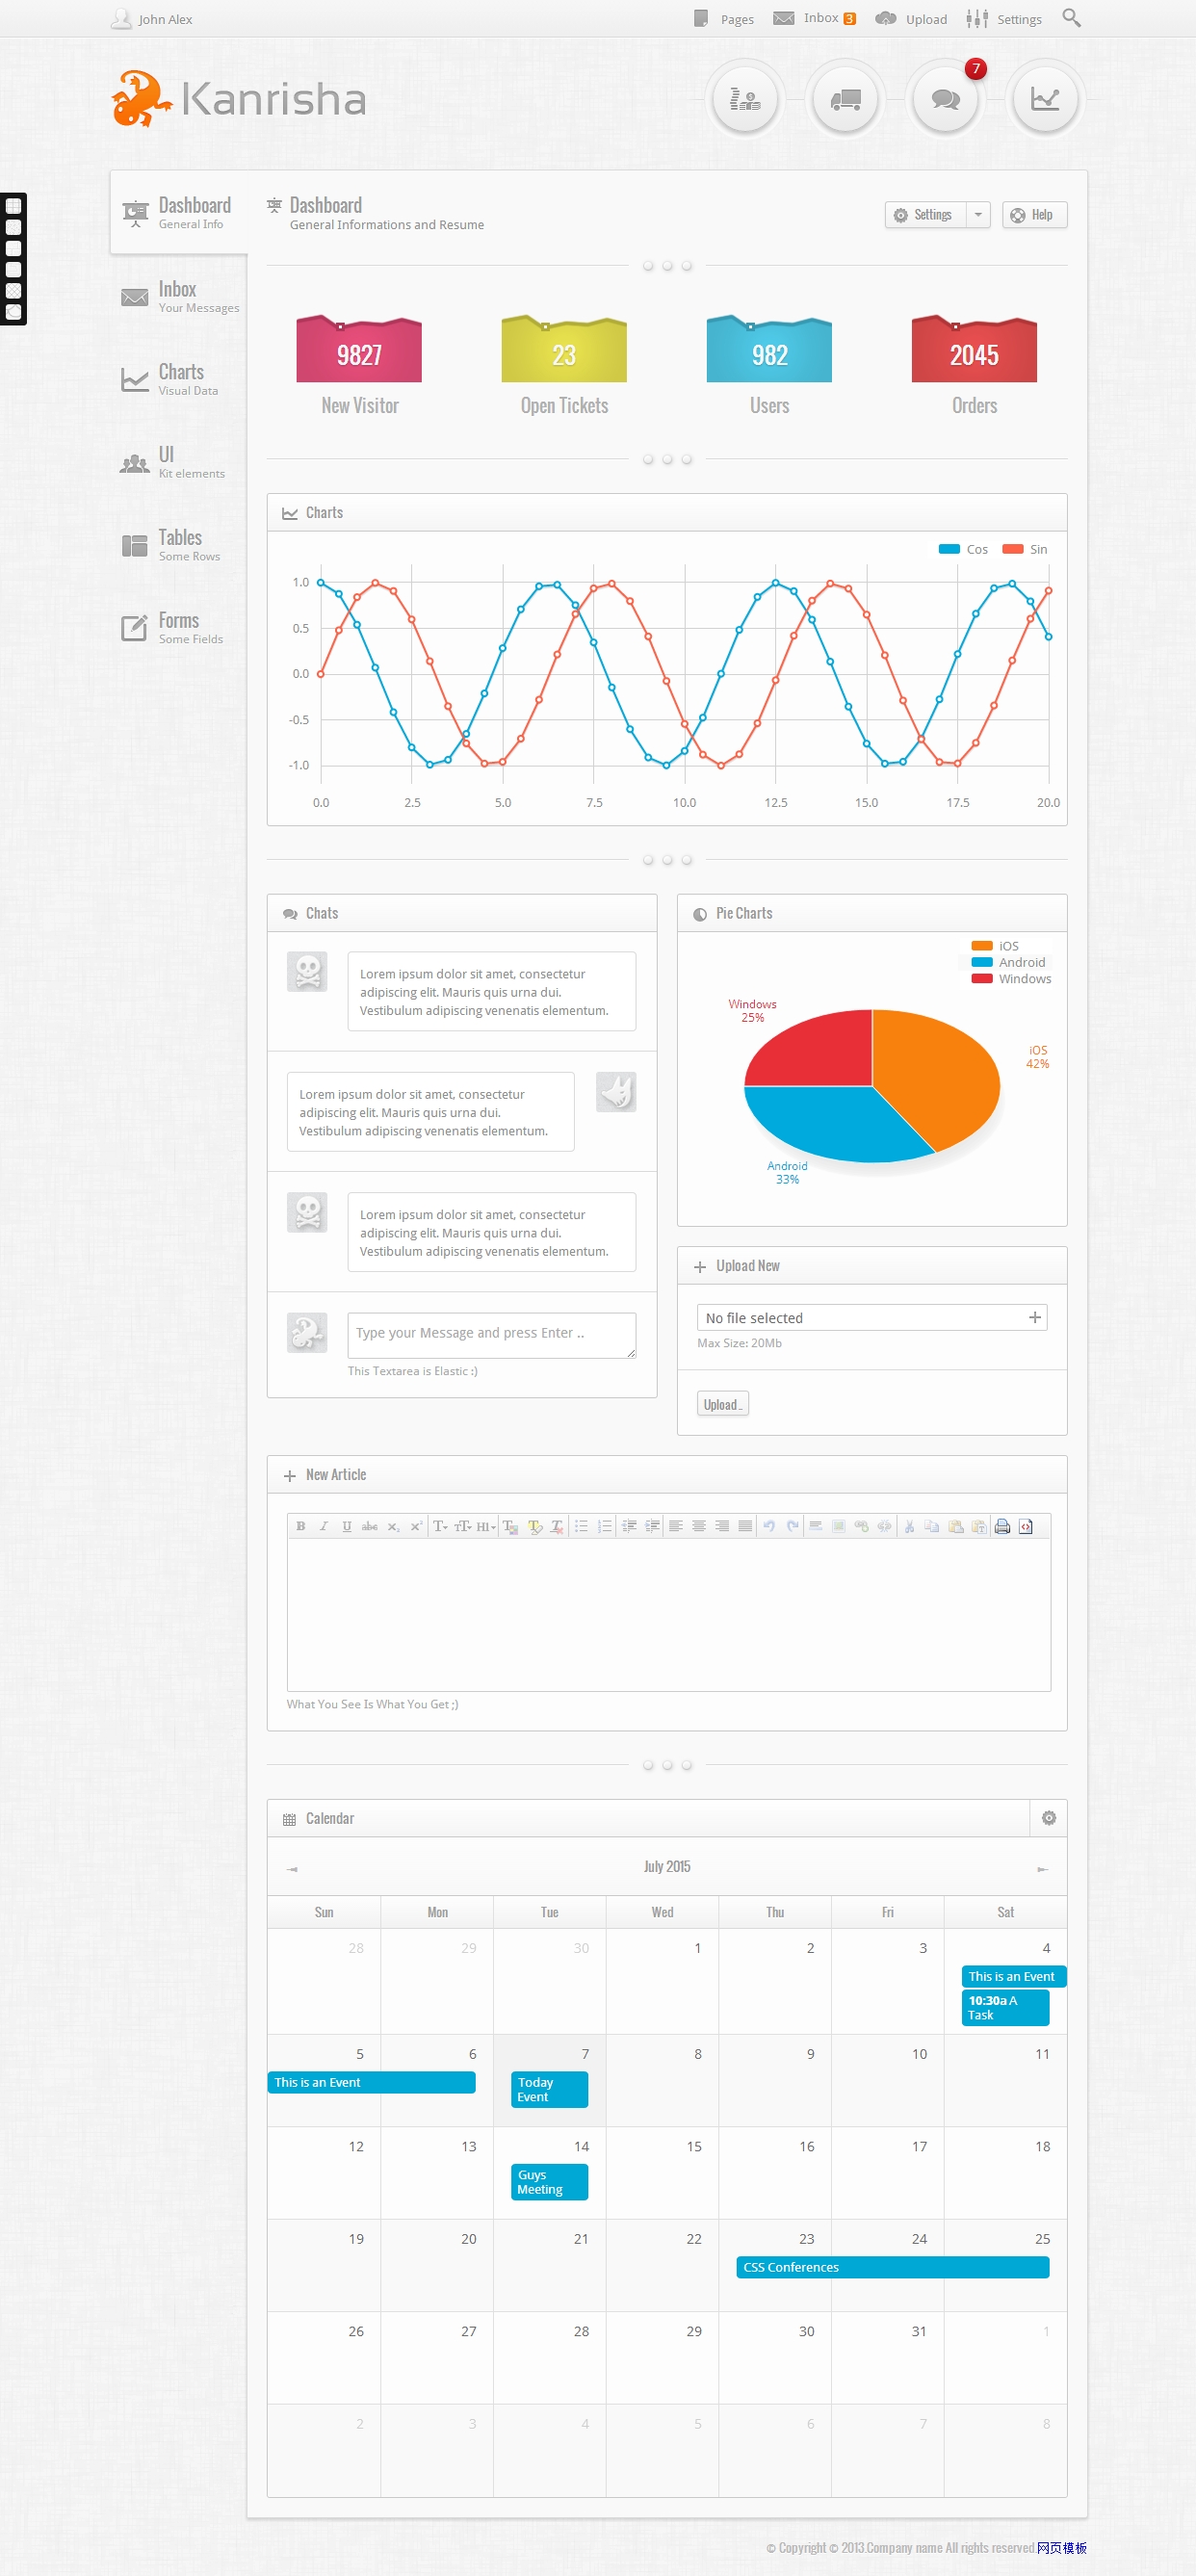 John Alex
Pages
Inbox 3
Upload
Settings
Kanrisha
7
Dashboard
General Info
Inbox
Your Messages
Charts
Visual Data
UI
Kit elements
Tables
Some Rows
Forms
Some Fields
Dashboard
General Informations and Resume
Settings
Help
9827
New Visitor
23
Open Tickets
982
Users
2045
Orders
Charts
Cos
Sin
1.0
0.5
0.0
-0.5
-1.0
0.0 2.5 5.0 7.5 10.0 12.5 15.0 17.5 20.0
Chats
Lorem ipsum dolor sit amet, consectetur
adipiscing elit. Mauris quis urna dui.
Vestibulum adipiscing venenatis elementum.
Lorem ipsum dolor sit amet, consectetur
adipiscing elit. Mauris quis urna dui.
Vestibulum adipiscing venenatis elementum.
Lorem ipsum dolor sit amet, consectetur
adipiscing elit. Mauris quis urna dui.
Vestibulum adipiscing venenatis elementum.
Type your Message and press Enter ..
This Textarea is Elastic :)
Pie Charts
iOS
Android
Windows
Windows
25%
iOS
42%
Android
33%
Upload New
No file selected
Max Size: 20Mb
Upload ..
New Article
What You See Is What You Get ;)
Calendar
July 2015
Sun Mon Tue Wed Thu Fri Sat
28 29 30 1 2 3 4
This is an Event
10:30a A
Task
5 6 7 8 9 10 11
This is an Event
Today
Event
12 13 14 15 16 17 18
Guys
Meeting
19 20 21 22 23 24 25
CSS Conferences
26 27 28 29 30 31 1
2 3 4 5 6 7 8
© Copyright © 2013.Company name All rights reserved.网页模板